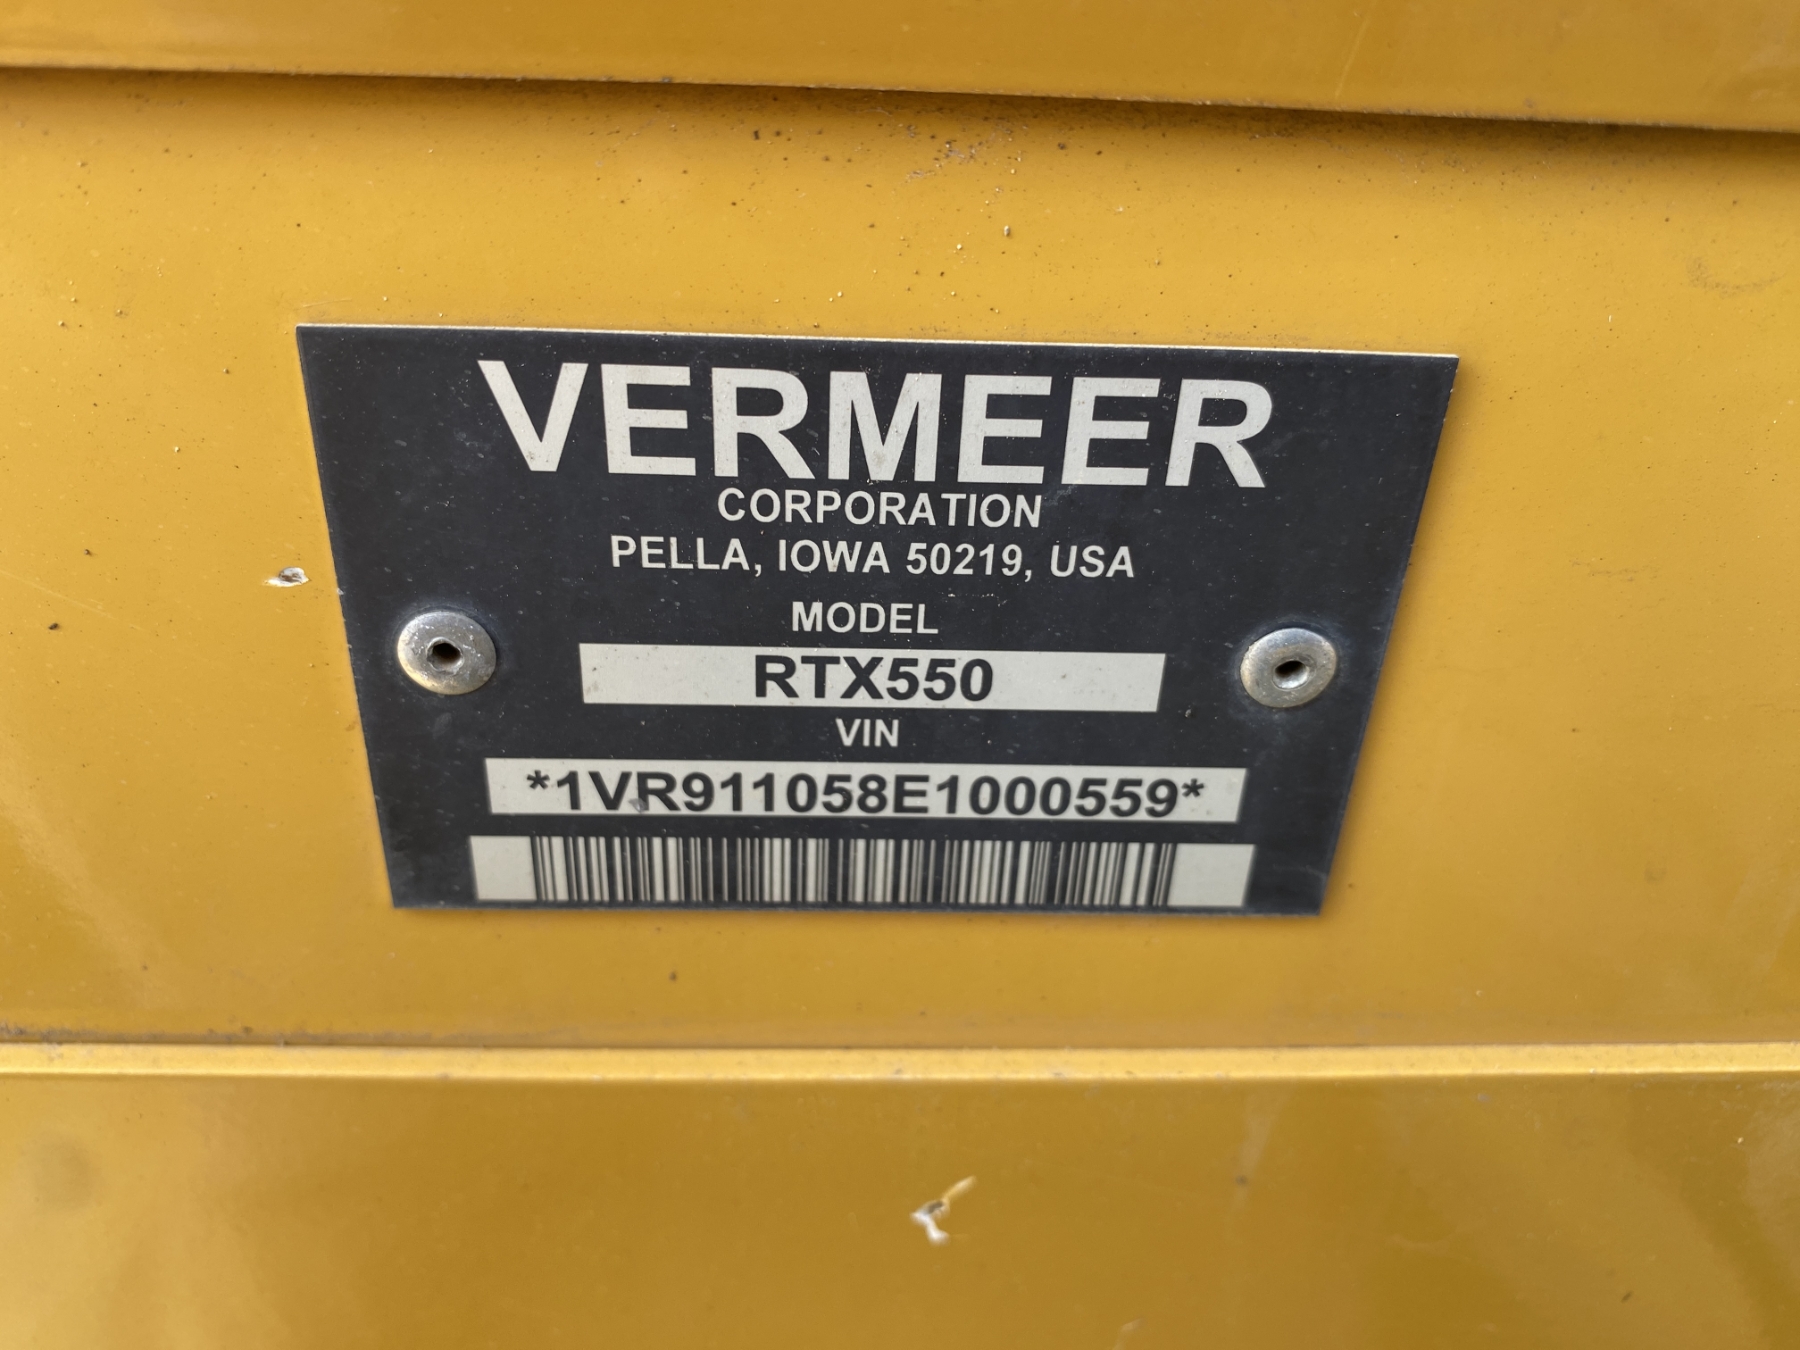 VERMEER
CORPORATION
PELLA, IOWA 50219, USA
MODEL
RTX550
VIN
*1VR911058E1000559*